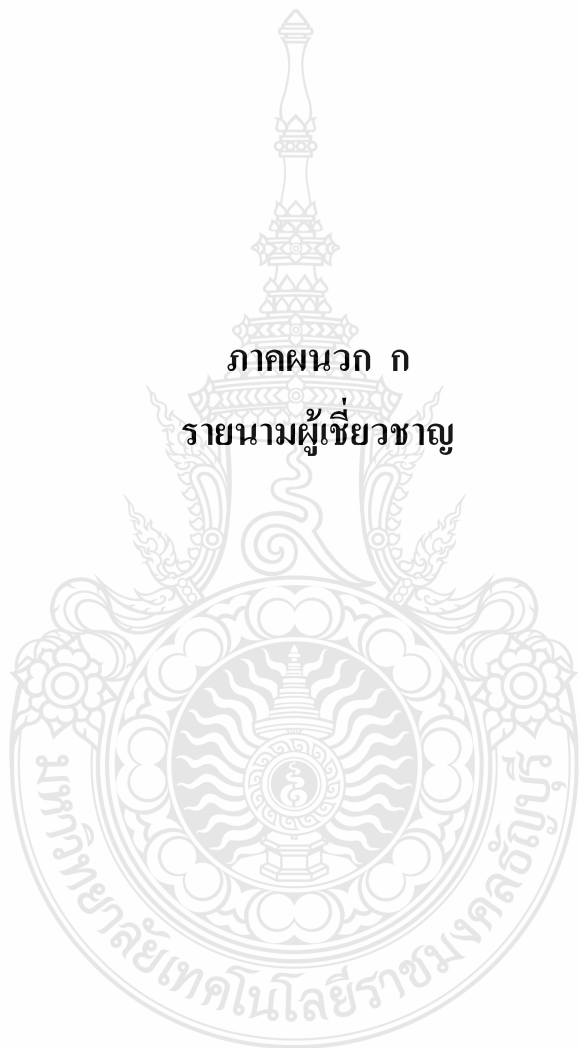 ภาคผนวก ก
รายนามผู้เชี่ยวชาญ
มหาวิทยาลัยเทคโนโลยีราชมงคลธัญบุรี